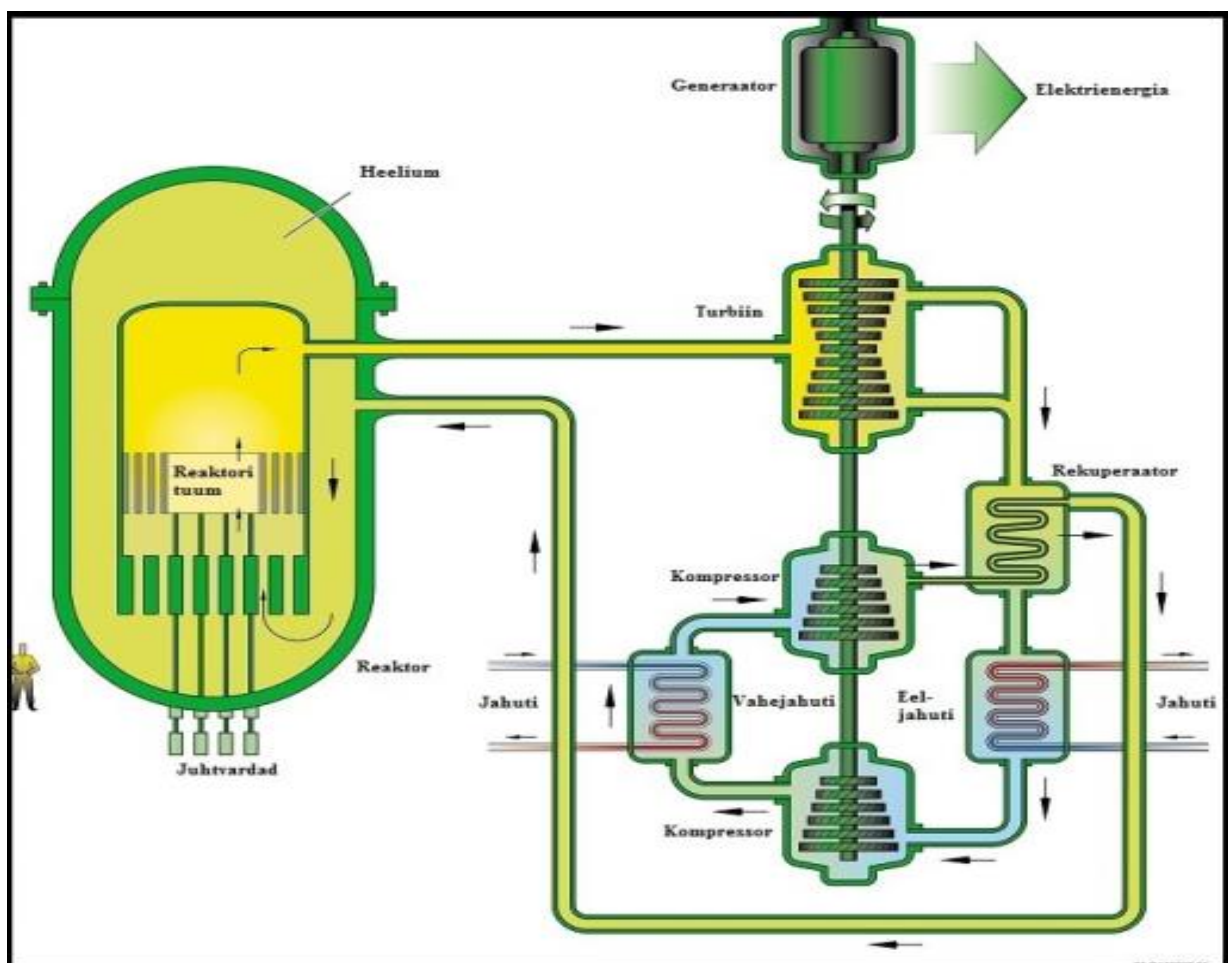 Generaator
Elektrienergia
Heelium
Turbiin
Rekuperaator
Reaktori
tuum
Kompressor
Reaktor
Jahuti
Vahejahuti
Eel-
jahuti
Jahuti
Juhtvardad
Kompressor